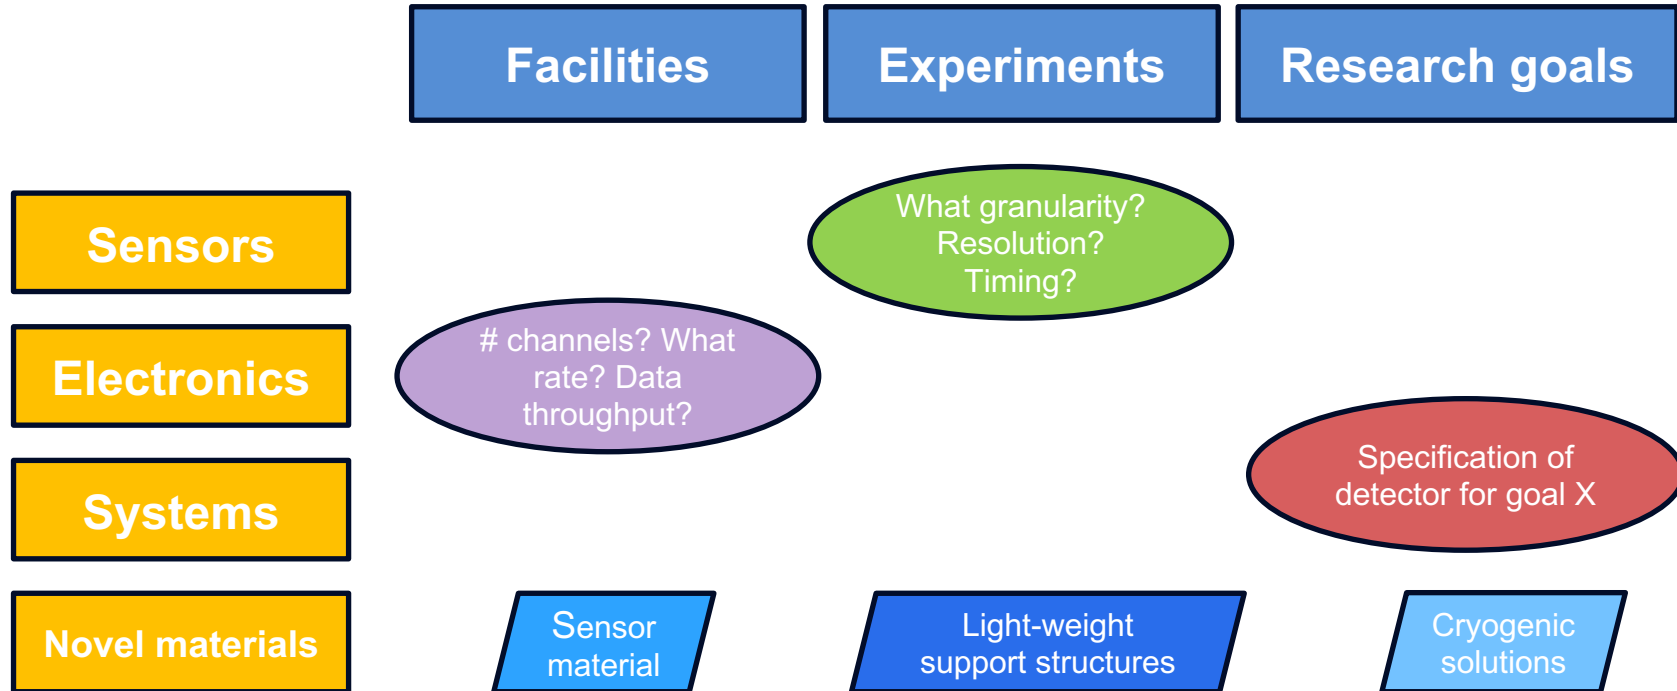 Facilities
Experiments
Research goals
Sensors
What granularity?
Resolution?
Timing?
Electronics
# channels? What
rate? Data
throughput?
Systems
Specification of
detector for goal X
Novel materials
Sensor
material
Light-weight
support structures
Cryogenic
solutions